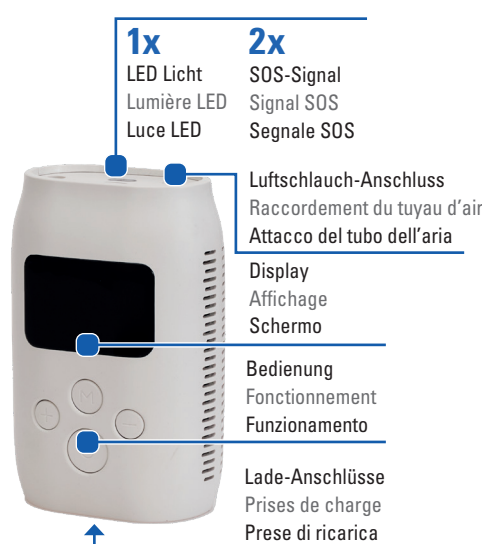 1x
LED Licht
Lumière LED
Luce LED
2x
SOS-Signal
Signal SOS
Segnale SOS
Luftschlauch-Anschluss
Raccordement du tuyau d'air
Attacco del tubo dell'aria
Display
Affichage
Schermo
M
Bedienung
Fonctionnement
Funzionamento
Lade-Anschlüsse
Prises de charge
Prese di ricarica